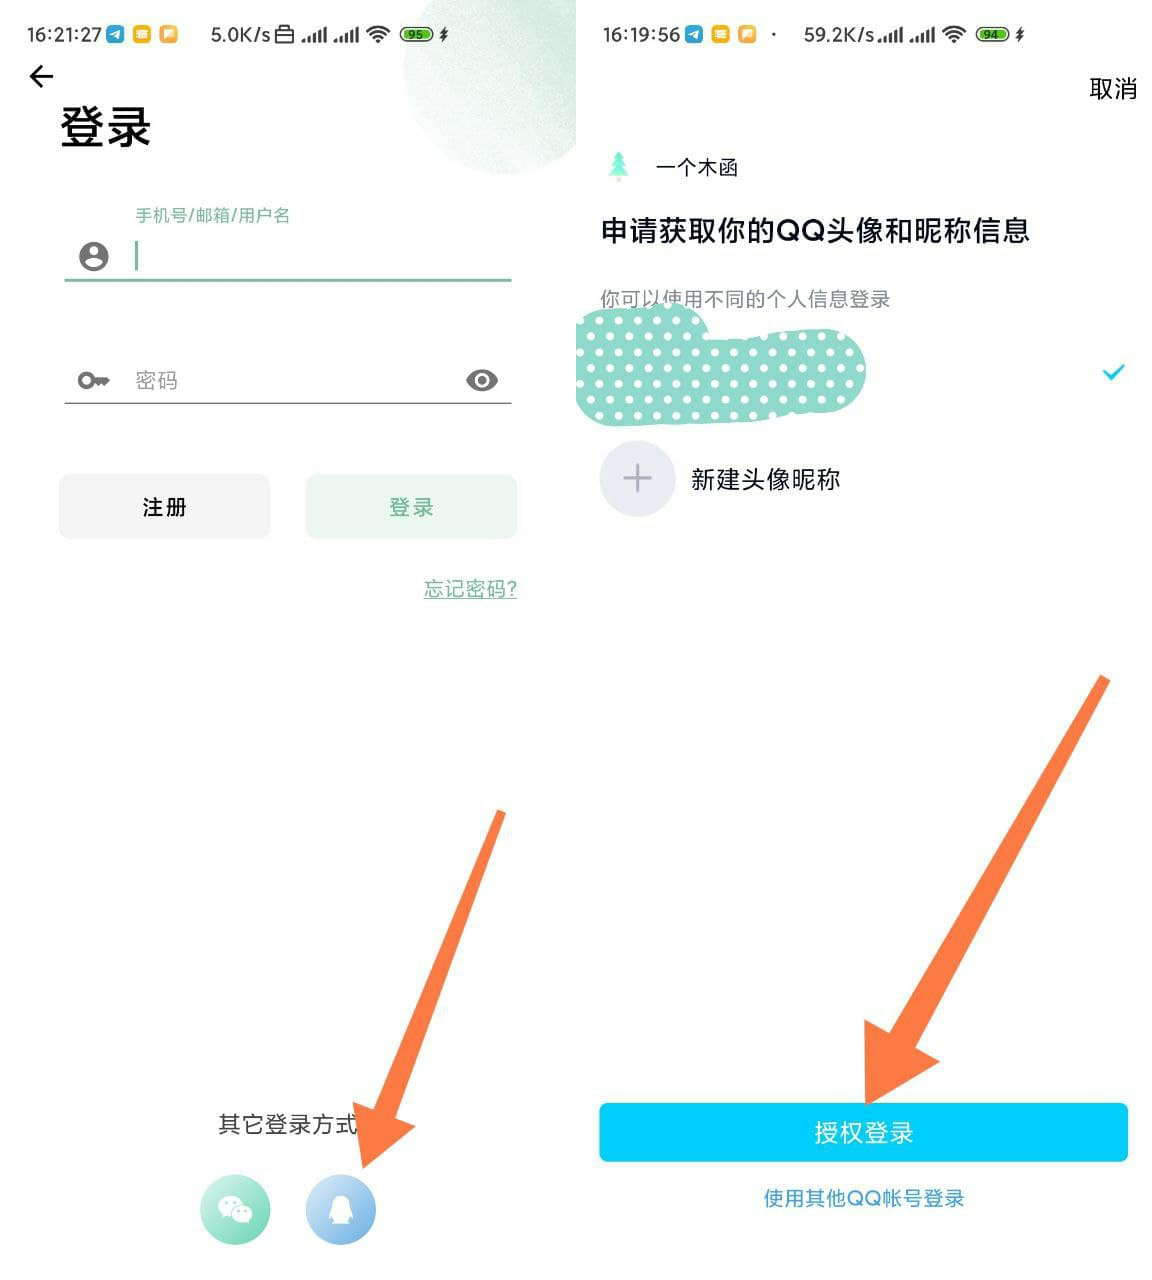 16:21:27 5.0K/s 95
登录
手机号/邮箱/用户名
密码
注册 登录
忘记密码?
其它登录方式
16:19:56 59.2K/s 94
取消
一个木函
申请获取你的QQ头像和昵称信息
你可以使用不同的个人信息登录
新建头像昵称
授权登录
使用其他QQ帐号登录